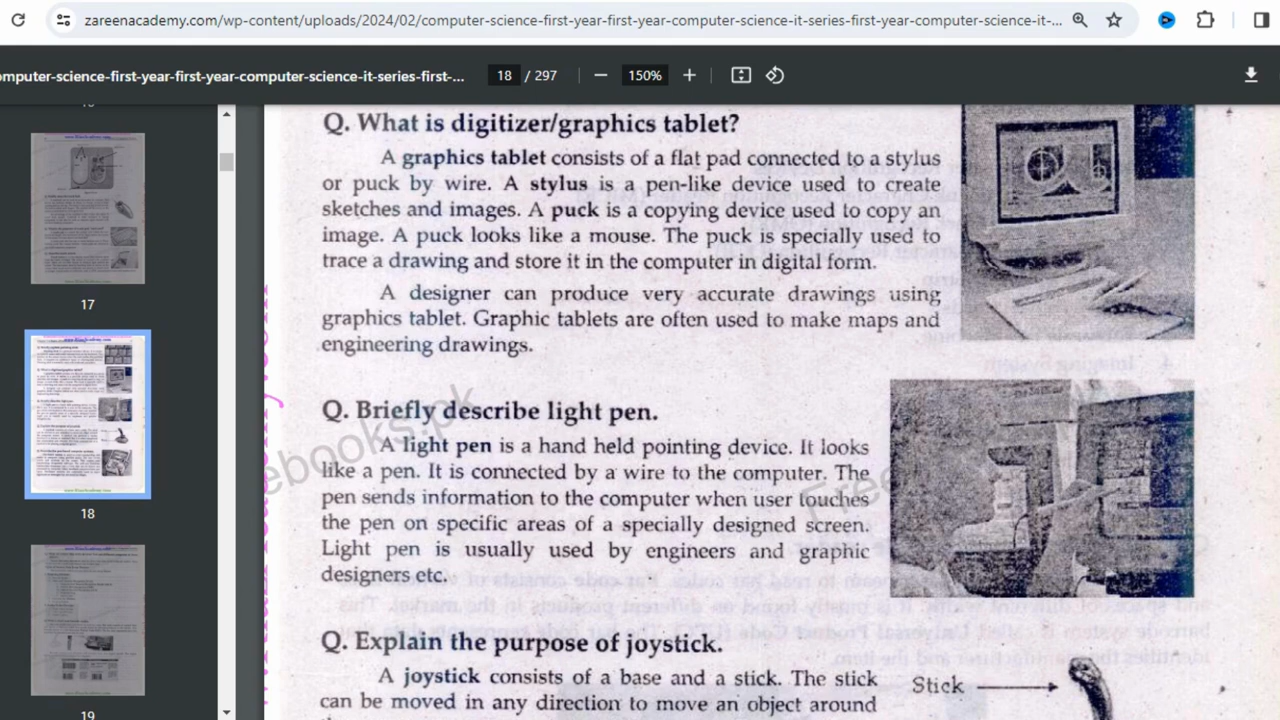 zareenacademy.com/wp-content/uploads/2024/02/computer-science-first-year-first-year-computer-science-it-series-first-year-computer-science-it-...
omputer-science-first-year-first-year-computer-science-it-series-first-...
18 / 297
150%
17
18
19
Q. What is digitizer/graphics tablet?
A graphics tablet consists of a flat pad connected to a stylus
or puck by wire. A stylus is a pen-like device used to create
sketches and images. A puck is a copying device used to copy an
image. A puck looks like a mouse. The puck is specially used to
trace a drawing and store it in the computer in digital form.
A designer can produce very accurate drawings using
graphics tablet. Graphic tablets are often used to make maps and
engineering drawings.
Q. Briefly describe light pen.
A light pen is a hand held pointing device. It looks
like a pen. It is connected by a wire to the computer. The
pen sends information to the computer when user touches
the pen on specific areas of a specially designed screen.
Light pen is usually used by engineers and graphic
designers etc.
Q. Explain the purpose of joystick.
A joystick consists of a base and a stick. The stick
can be moved in any direction to move an object around
Stick
ebooks.pk